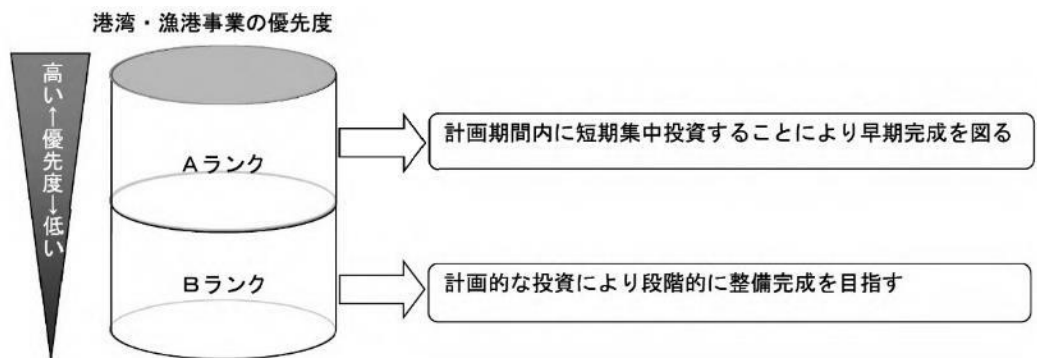 港湾・漁港事業の優先度
高い↑優先度↓低い
Aランク
計画期間内に短期集中投資することにより早期完成を図る
Bランク
計画的な投資により段階的に整備完成を目指す